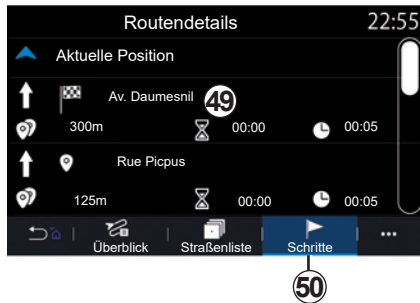 Routendetails 22:55
Aktuelle Position
Av. Daumesnil 49
300m 00:00 00:05
Rue Picpus
125m 00:00 00:05
Überblick Straßenliste Schritte ...
50